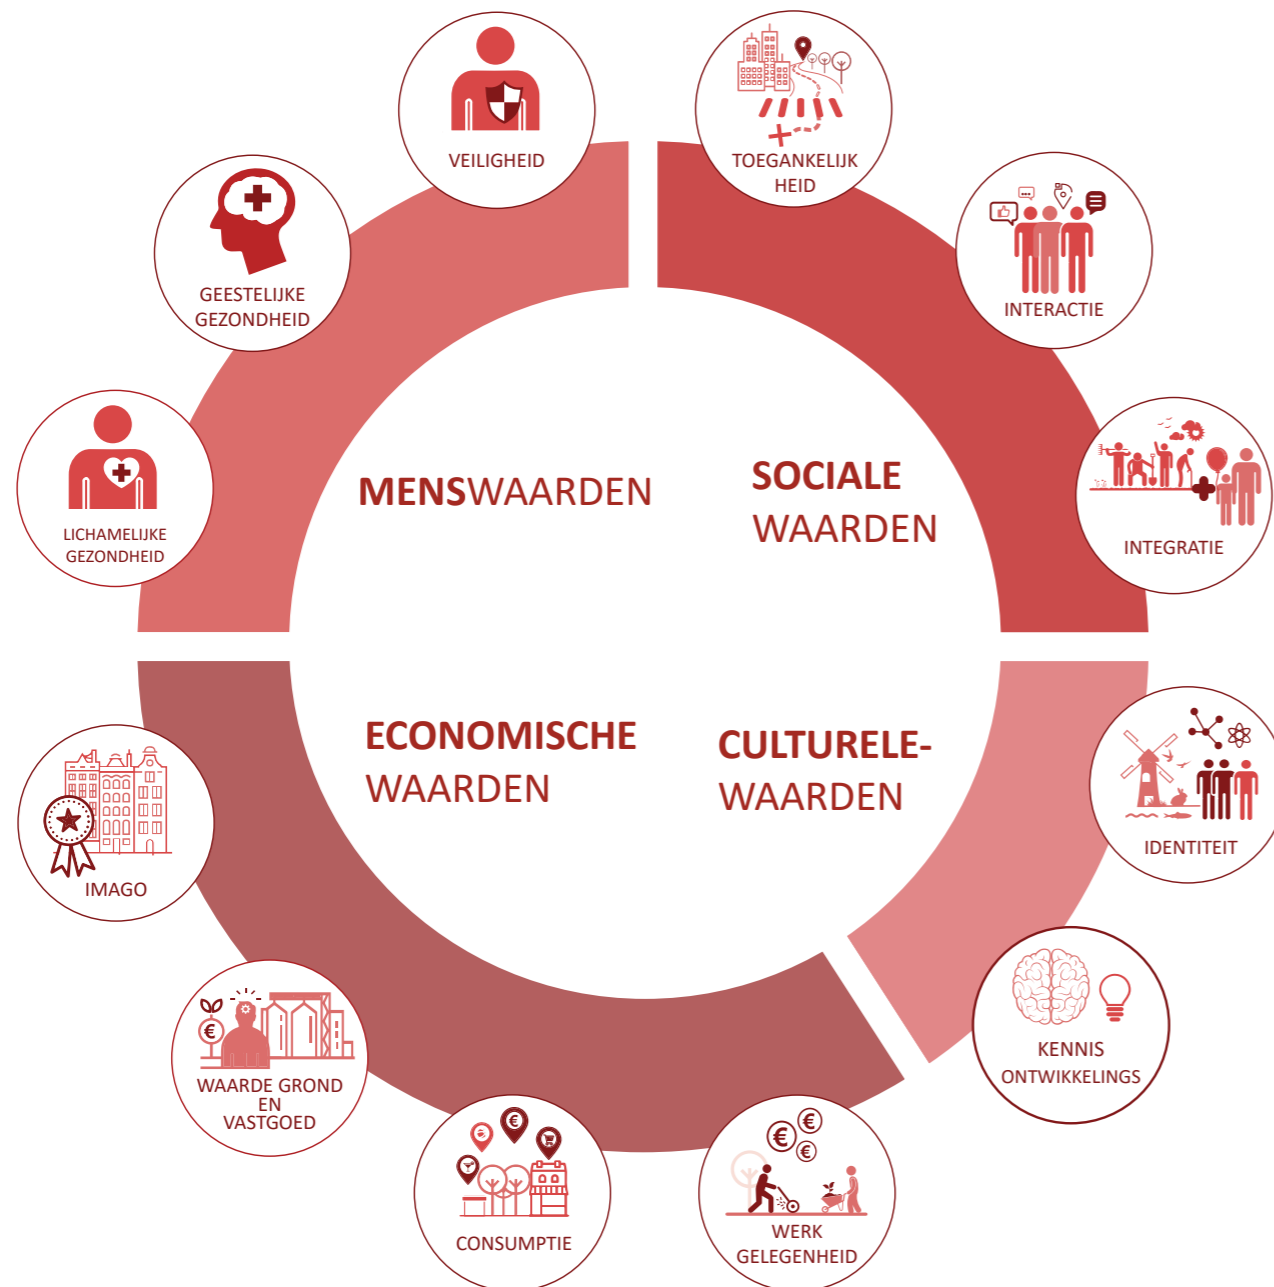 VEILIGHEID
TOEGANKELIJK
HEID
GEESTELIJKE
GEZONDHEID
INTERACTIE
LICHAMELIJKE
GEZONDHEID
INTEGRATIE
MENSWAARDEN
SOCIALE
WAARDEN
ECONOMISCHE
WAARDEN
CULTURELE-
WAARDEN
IMAGO
IDENTITEIT
WAARDE GROND
EN
VASTGOED
KENNIS
ONTWIKKELINGS
CONSUMPTIE
WERK
GELEGENHEID